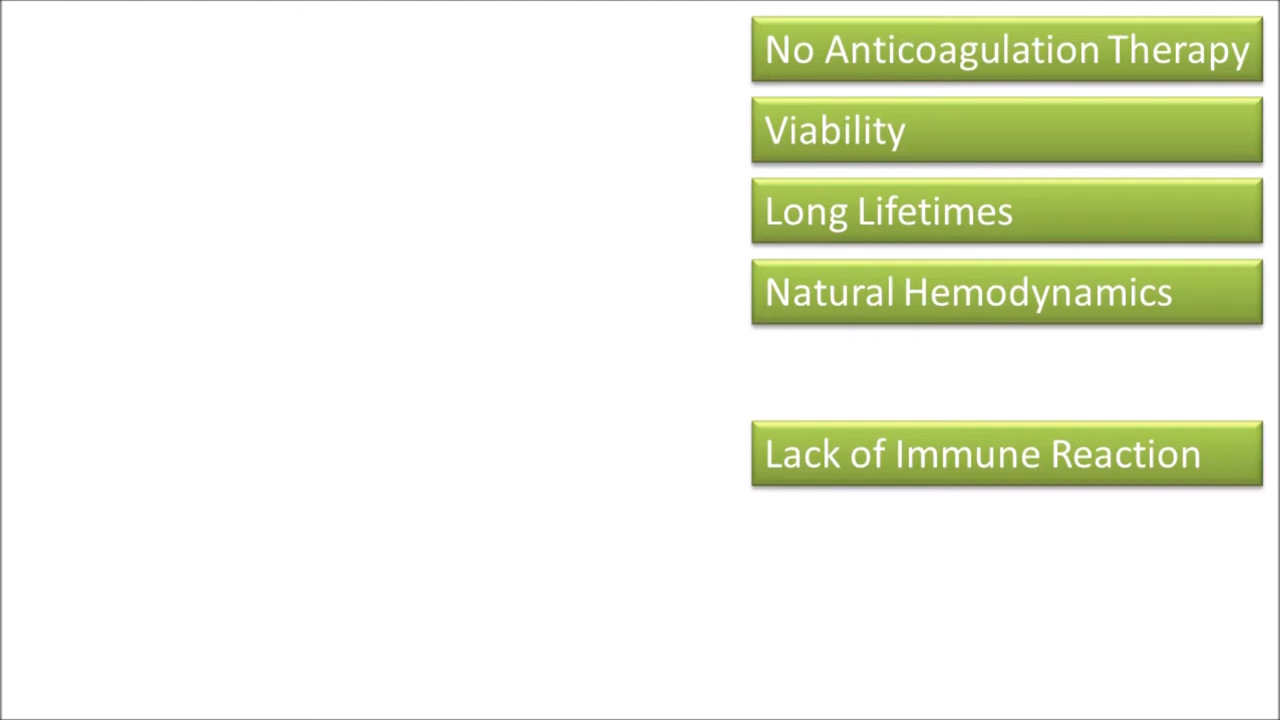 No Anticoagulation Therapy
Viability
Long Lifetimes
Natural Hemodynamics
Lack of Immune Reaction